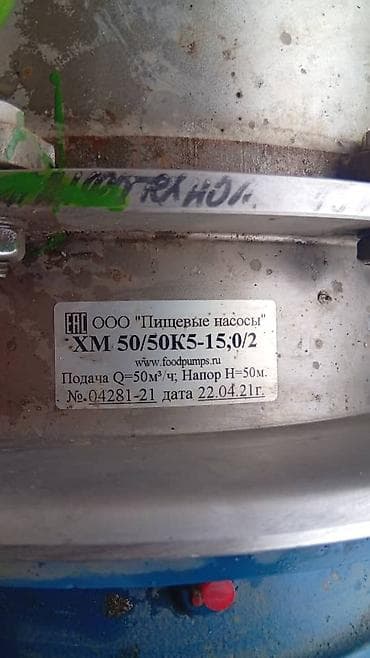 EAC ООО "Пищевые насосы"
ХМ 50/50К5-15,0/2
www.foodpumps.ru
Подача Q=50м³/ч; Напор H=50м.
№ 04281-21 дата 22.04.21г.